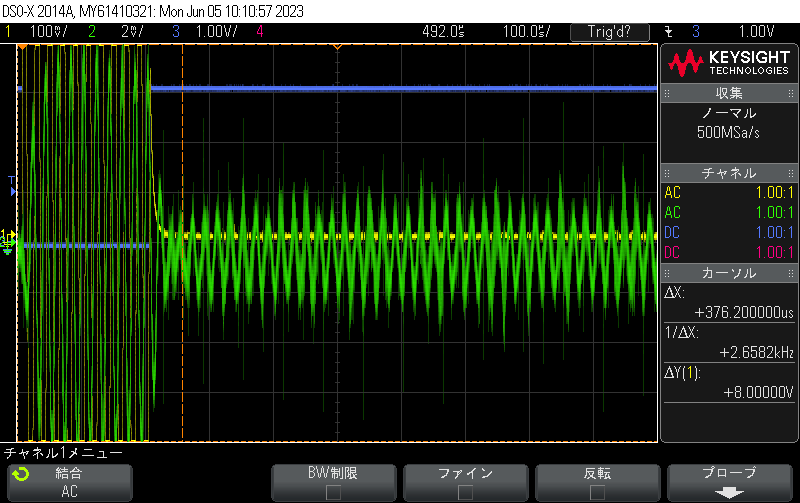 DSO-X 2014A, MY61410321: Mon Jun 05 10:10:57 2023
1 100mV/ 2 2mV/ 3 1.00V/ 4 492.0us 100.0us/ Trig'd? 3 1.00V
KEYSIGHT
TECHNOLOGIES
収集
ノーマル
500MSa/s
チャネル
AC 1.00:1
AC 1.00:1
DC 1.00:1
DC 1.00:1
カーソル
ΔX:
+376.200000us
1/ΔX:
+2.6582kHz
ΔY(1):
+8.00000V
T
1
チャネル1メニュー
結合
AC
BW制限
ファイン
反転
プローブ